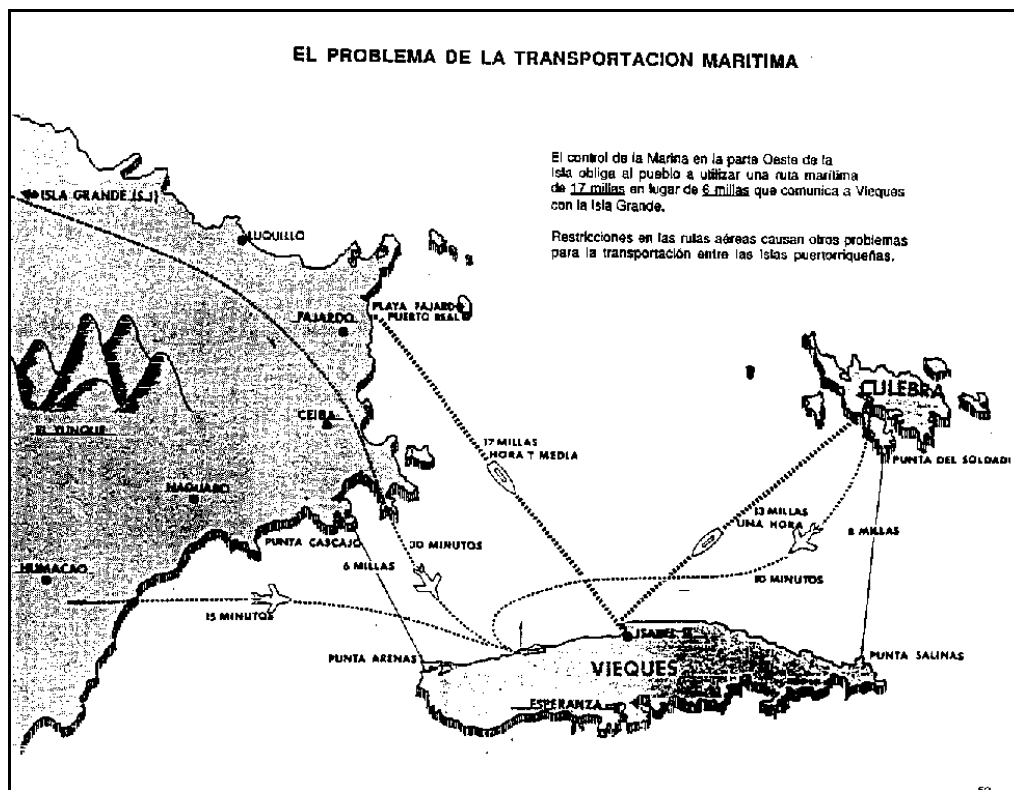 EL PROBLEMA DE LA TRANSPORTACION MARITIMA
El control de la Marina en la parte Oeste de la
Isla obliga al pueblo a utilizar una ruta marítima
de 17 millas en lugar de 6 millas que comunica a Vieques
con la Isla Grande.
Restricciones en las rutas aéreas causan otros problemas
para la transportación entre las Islas puertorriqueñas.
ISLA GRANDE (SJ)
LUQUILLO
PLAYA FAJARDO
PUERTO REAL
FAJARDO
CULEBRA
CEIBA
EL YUNQUE
17 MILLAS
HORA Y MEDIA
PUNTA DEL SOLDADO
NAGUABO
13 MILLAS
UNA HORA
8 MILLAS
PUNTA CASCAJO
30 MINUTOS
6 MILLAS
HUMACAO
10 MINUTOS
15 MINUTOS
ISABEL II
PUNTA ARENAS
VIEQUES
PUNTA SALINAS
ESPERANZA